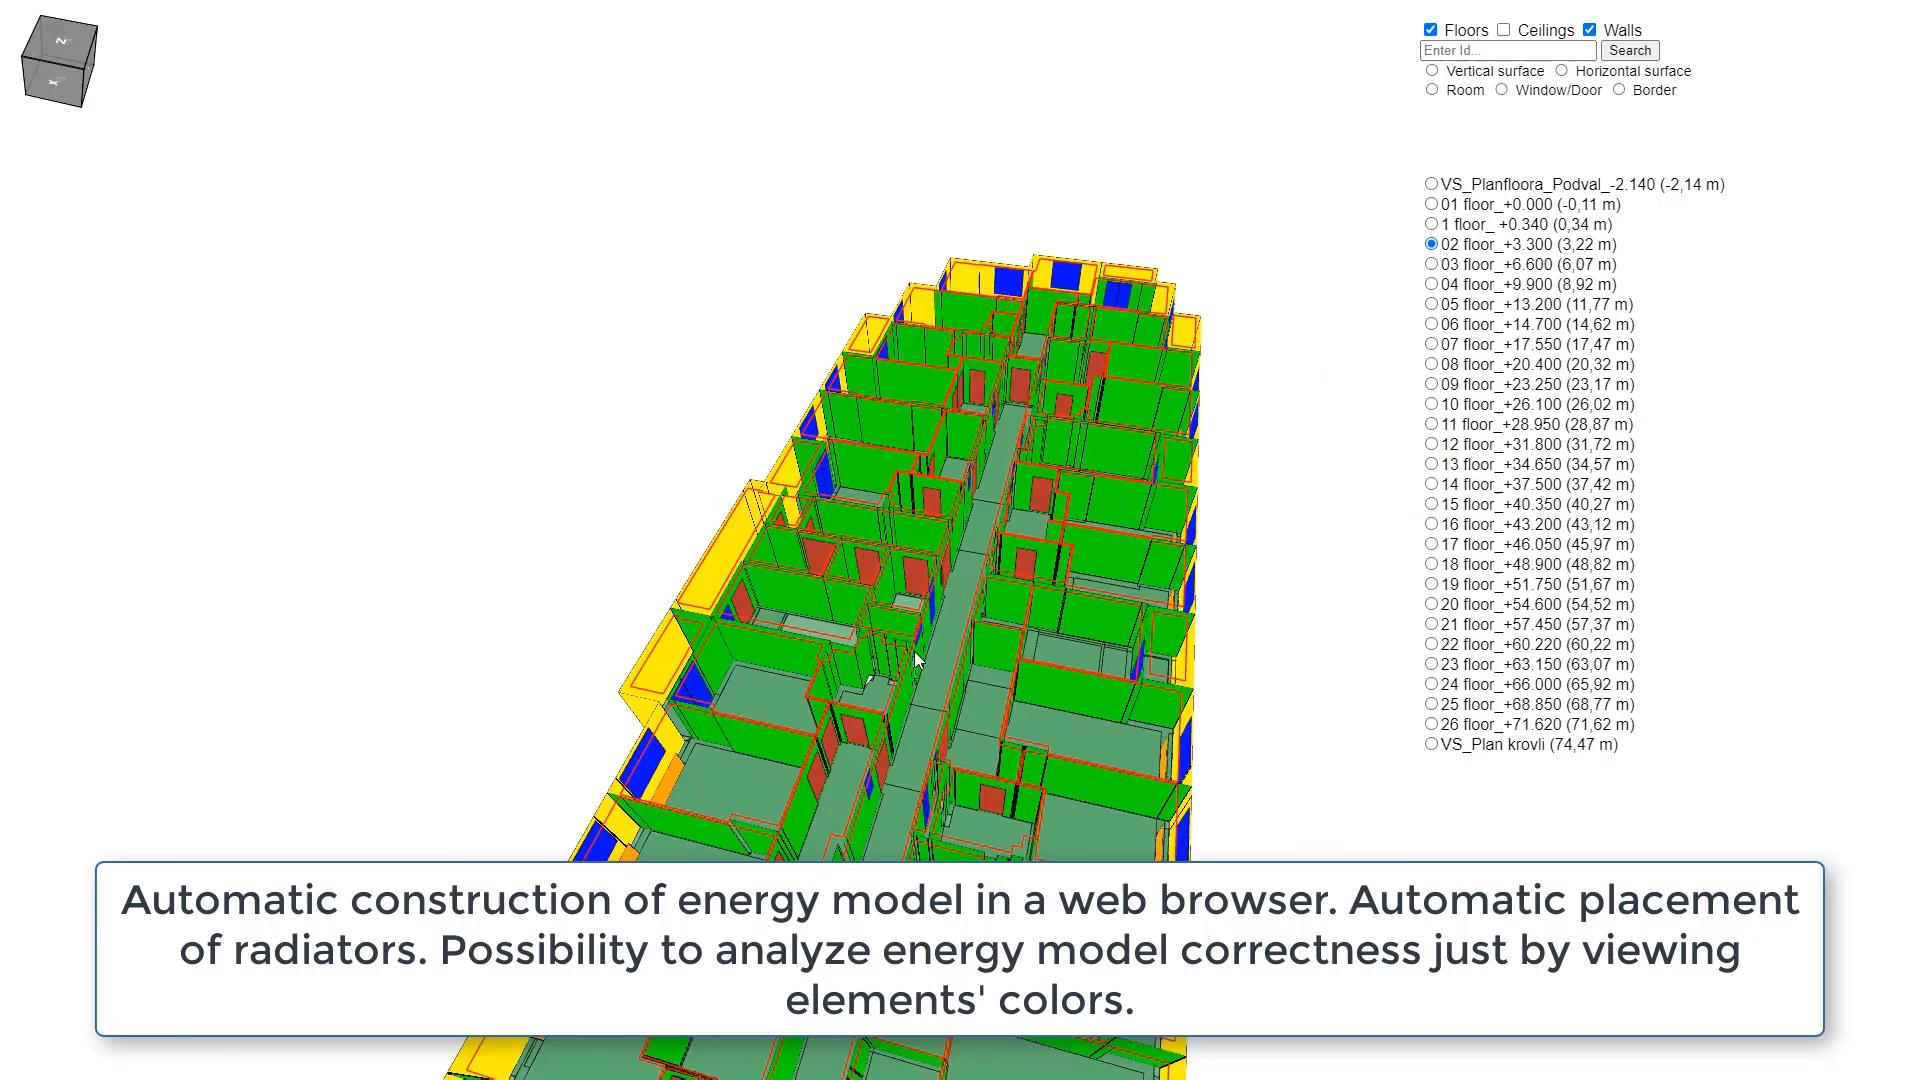 Z
X
Floors Ceilings Walls
Enter Id... Search
Vertical surface Horizontal surface
Room Window/Door Border
VS_Planfloora_Podval_-2.140 (-2,14 m)
01 floor_+0.000 (-0,11 m)
1 floor_ +0.340 (0,34 m)
02 floor_+3.300 (3,22 m)
03 floor_+6.600 (6,07 m)
04 floor_+9.900 (8,92 m)
05 floor_+13.200 (11,77 m)
06 floor_+14.700 (14,62 m)
07 floor_+17.550 (17,47 m)
08 floor_+20.400 (20,32 m)
09 floor_+23.250 (23,17 m)
10 floor_+26.100 (26,02 m)
11 floor_+28.950 (28,87 m)
12 floor_+31.800 (31,72 m)
13 floor_+34.650 (34,57 m)
14 floor_+37.500 (37,42 m)
15 floor_+40.350 (40,27 m)
16 floor_+43.200 (43,12 m)
17 floor_+46.050 (45,97 m)
18 floor_+48.900 (48,82 m)
19 floor_+51.750 (51,67 m)
20 floor_+54.600 (54,52 m)
21 floor_+57.450 (57,37 m)
22 floor_+60.220 (60,22 m)
23 floor_+63.150 (63,07 m)
24 floor_+66.000 (65,92 m)
25 floor_+68.850 (68,77 m)
26 floor_+71.620 (71,62 m)
VS_Plan krovli (74,47 m)
Automatic construction of energy model in a web browser. Automatic placement
of radiators. Possibility to analyze energy model correctness just by viewing
elements' colors.